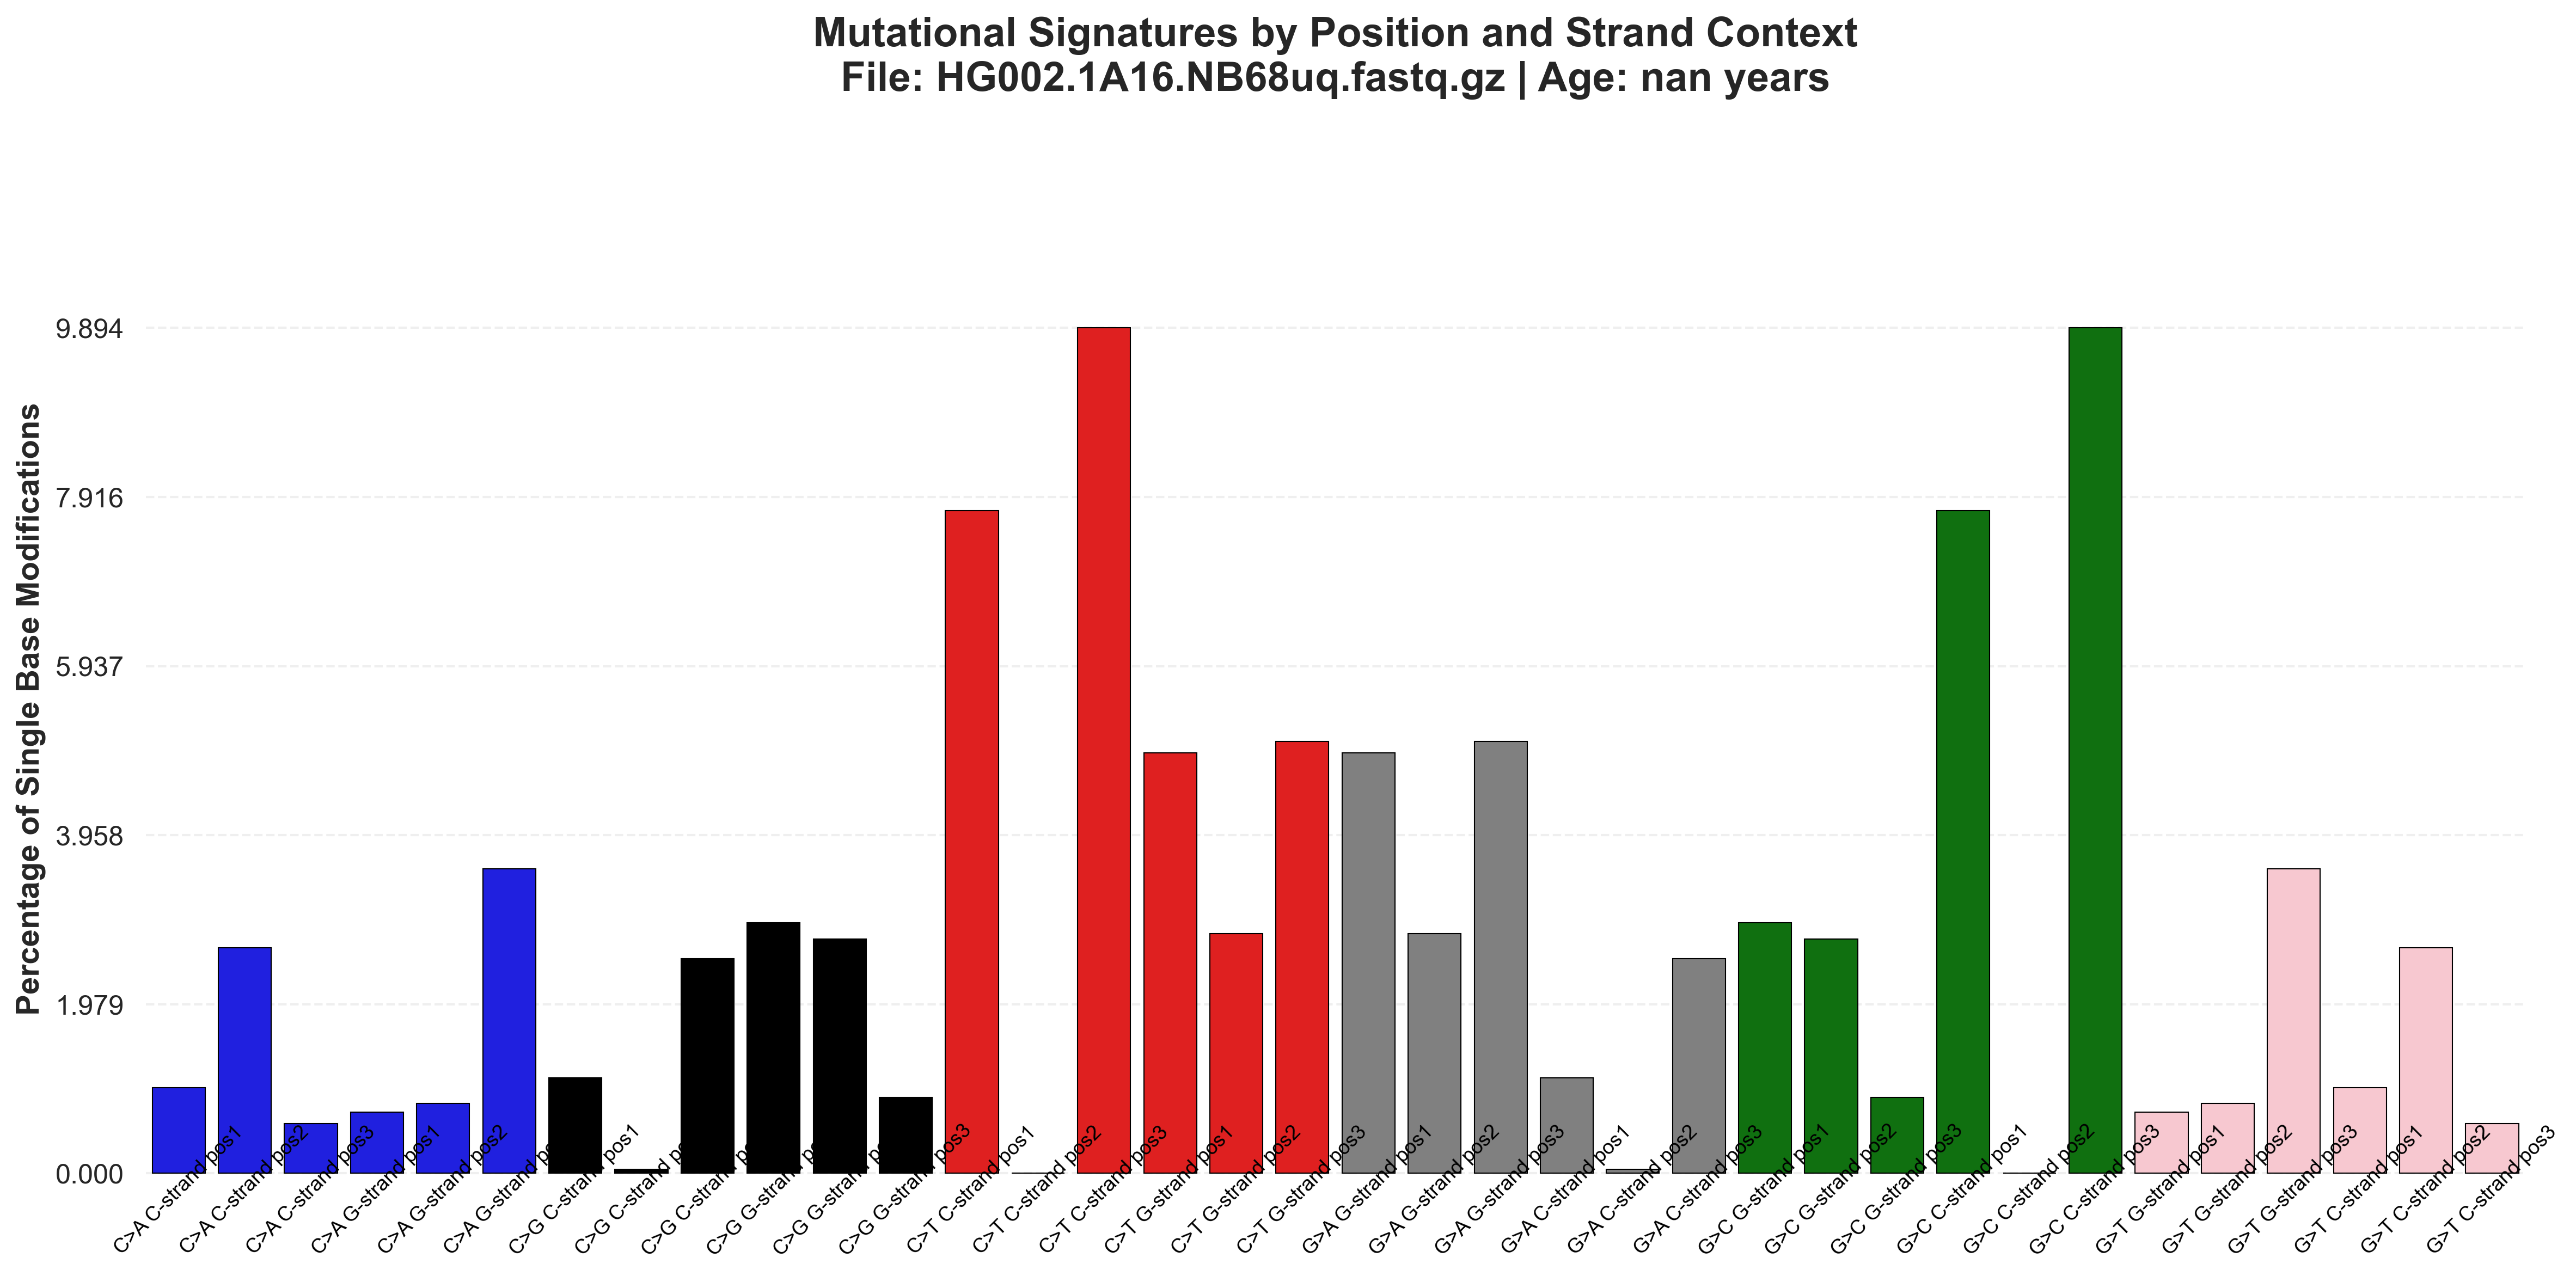 Mutational Signatures by Position and Strand Context
File: HG002.1A16.NB68uq.fastq.gz | Age: nan years
Percentage of Single Base Modifications
9.894
7.916
5.937
3.958
1.979
0.000
C>A C-strand pos1
C>A C-strand pos2
C>A C-strand pos3
C>A G-strand pos1
C>A G-strand pos2
C>A G-strand po
C>G C-strand pos1
C>G C-strand po
C>G C-strand p
C>G G-strand p
C>G G-strand p
C>G G-strand pos3
C>T C-strand pos1
C>T C-strand pos2
C>T C-strand pos3
C>T G-strand pos1
C>T G-strand pos2
C>T G-strand pos3
G>A G-strand pos1
G>A G-strand pos2
G>A G-strand pos3
G>A C-strand pos1
G>A C-strand pos2
G>A C-strand pos3
G>C G-strand pos1
G>C G-strand pos2
G>C G-strand pos3
G>C C-strand pos1
G>C C-strand pos2
G>C C-strand pos3
G>T G-strand pos1
G>T G-strand pos2
G>T G-strand pos3
G>T C-strand pos1
G>T C-strand pos2
G>T C-strand pos3